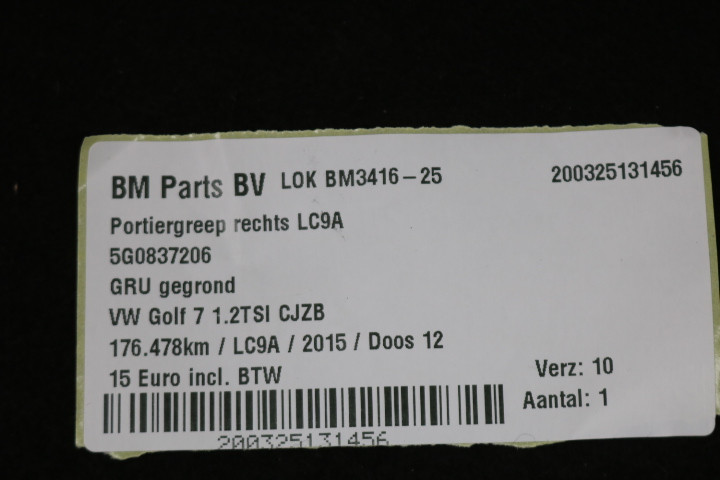 BM Parts BV LOK BM3416-25 200325131456
Portiergreep rechts LC9A
5G0837206
GRU gegrond
VW Golf 7 1.2TSI CJZB
176.478km / LC9A / 2015 / Doos 12
15 Euro incl. BTW Verz: 10
Aantal: 1
200325131456